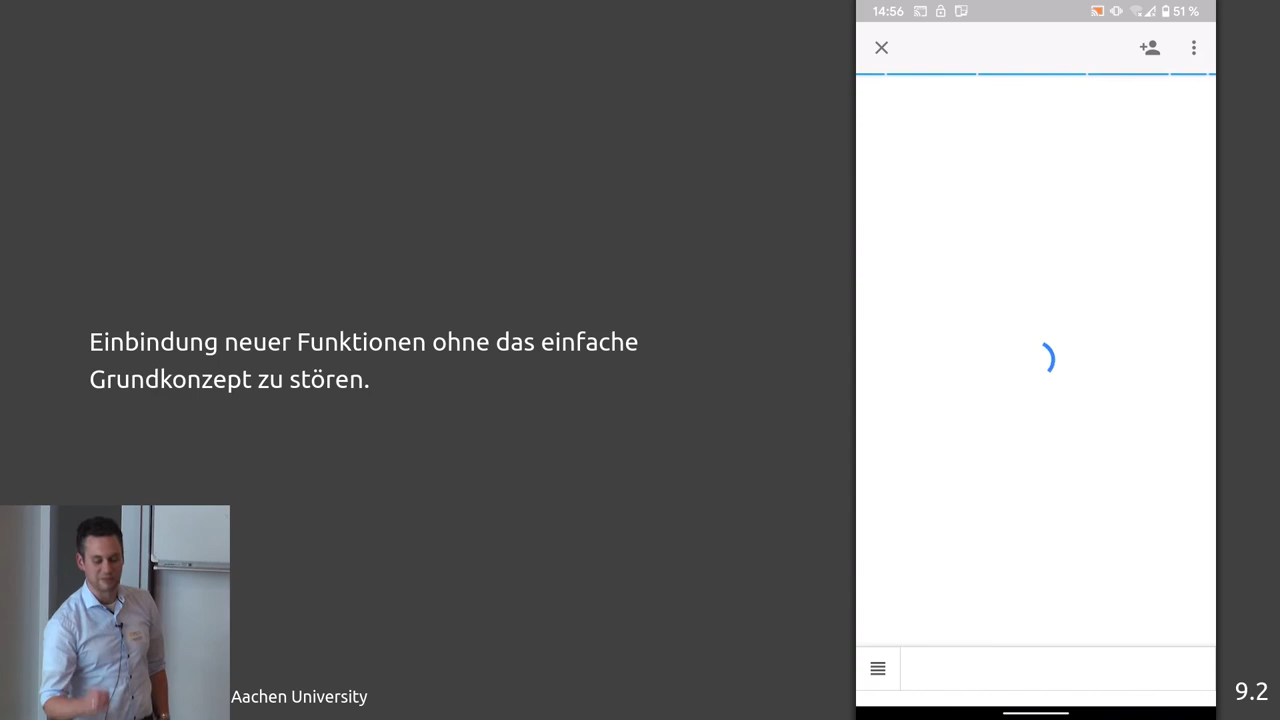 14:56
51 %
Einbindung neuer Funktionen ohne das einfache
Grundkonzept zu stören.
Aachen University
9.2